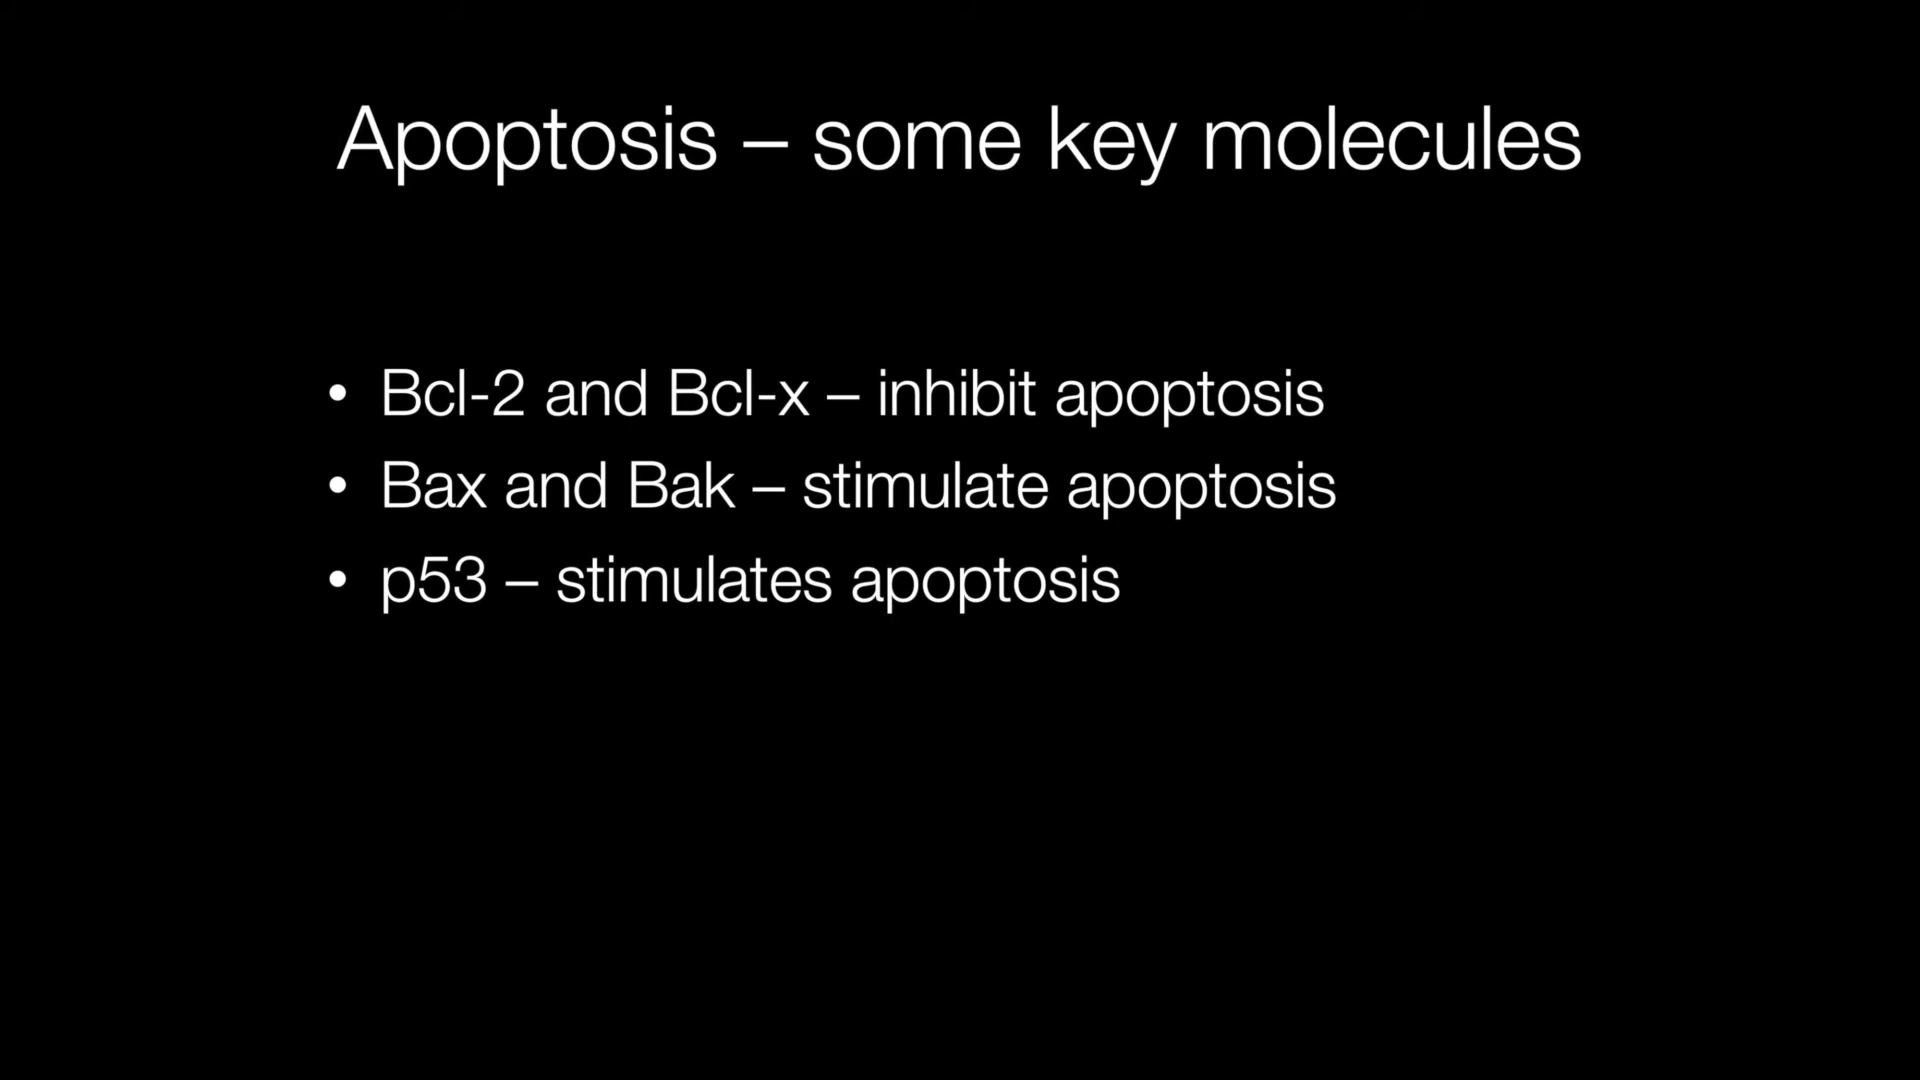 Apoptosis – some key molecules
• Bcl-2 and Bcl-x – inhibit apoptosis
• Bax and Bak – stimulate apoptosis
• p53 – stimulates apoptosis